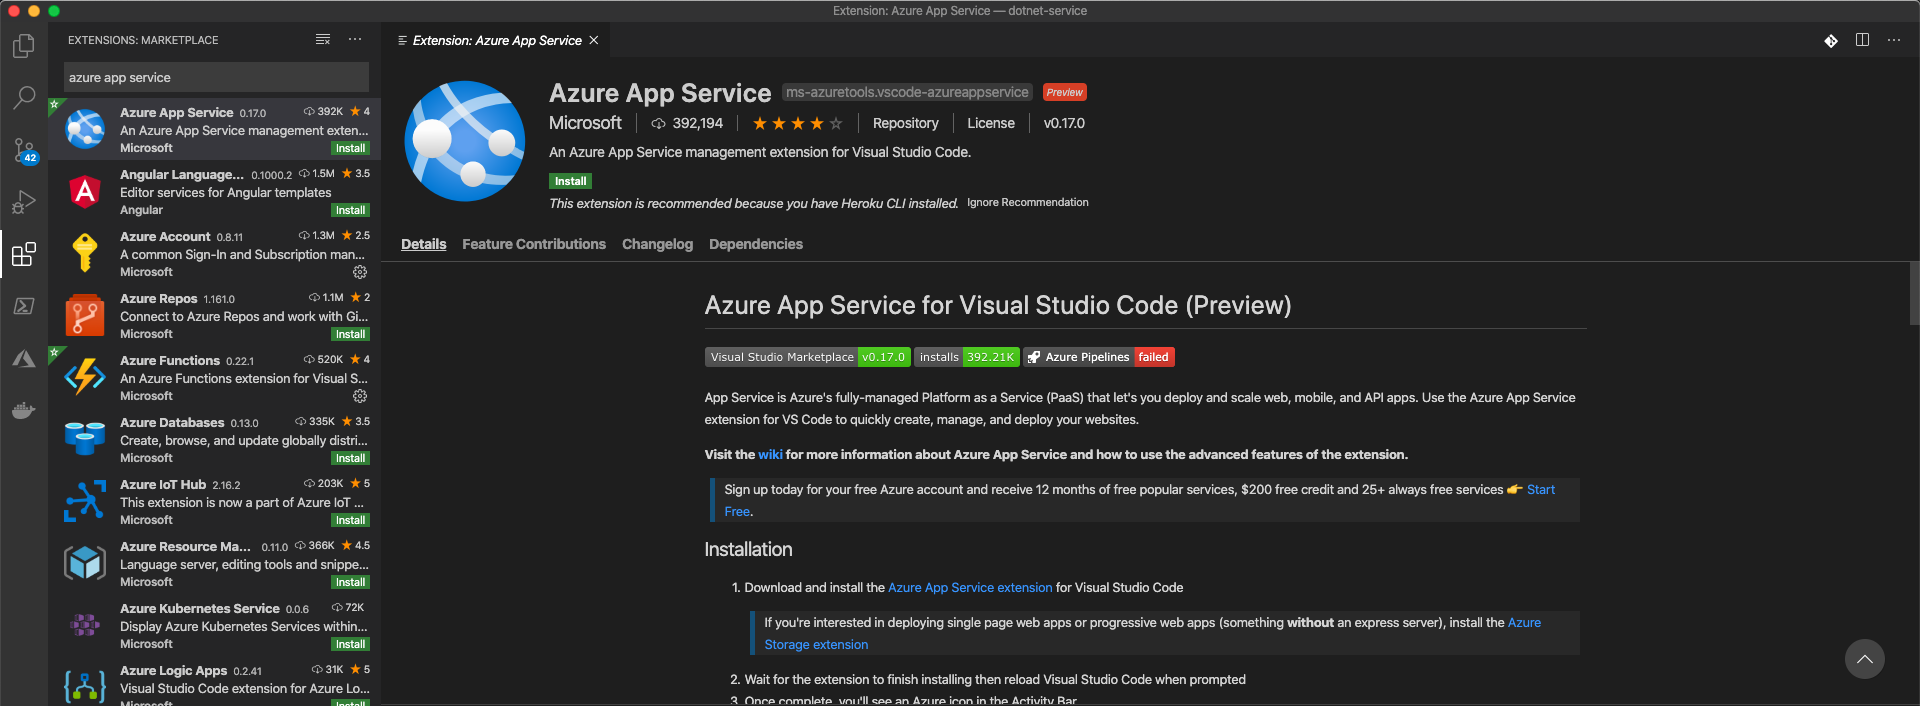 Extension: Azure App Service — dotnet-service
EXTENSIONS: MARKETPLACE
azure app service
42
Azure App Service 0.17.0 392K ★ 4
An Azure App Service management exten...
Microsoft Install
Angular Language... 0.1000.2 1.5M ★ 3.5
Editor services for Angular templates
Angular Install
Azure Account 0.8.11 1.3M ★ 2.5
A common Sign-In and Subscription man...
Microsoft
Azure Repos 1.161.0 1.1M ★ 2
Connect to Azure Repos and work with Gi...
Microsoft Install
Azure Functions 0.22.1 520K ★ 4
An Azure Functions extension for Visual S...
Microsoft
Azure Databases 0.13.0 335K ★ 3.5
Create, browse, and update globally distri...
Microsoft Install
Azure IoT Hub 2.16.2 203K ★ 5
This extension is now a part of Azure IoT ...
Microsoft Install
Azure Resource Ma... 0.11.0 366K ★ 4.5
Language server, editing tools and snippe...
Microsoft Install
Azure Kubernetes Service 0.0.6 72K
Display Azure Kubernetes Services within...
Microsoft Install
Azure Logic Apps 0.2.41 31K ★ 5
Visual Studio Code extension for Azure Lo...
Microsoft Install
Extension: Azure App Service
Azure App Service ms-azuretools.vscode-azureappservice Preview
Microsoft 392,194 ★★★★☆ Repository License v0.17.0
An Azure App Service management extension for Visual Studio Code.
Install
This extension is recommended because you have Heroku CLI installed. Ignore Recommendation
Details Feature Contributions Changelog Dependencies
Azure App Service for Visual Studio Code (Preview)
Visual Studio Marketplace v0.17.0 installs 392.21K Azure Pipelines failed
App Service is Azure's fully-managed Platform as a Service (PaaS) that let's you deploy and scale web, mobile, and API apps. Use the Azure App Service
extension for VS Code to quickly create, manage, and deploy your websites.
Visit the wiki for more information about Azure App Service and how to use the advanced features of the extension.
Sign up today for your free Azure account and receive 12 months of free popular services, $200 free credit and 25+ always free services 👉 Start
Free.
Installation
1. Download and install the Azure App Service extension for Visual Studio Code
If you're interested in deploying single page web apps or progressive web apps (something without an express server), install the Azure
Storage extension
2. Wait for the extension to finish installing then reload Visual Studio Code when prompted
3. Once complete, you'll see an Azure icon in the Activity Bar